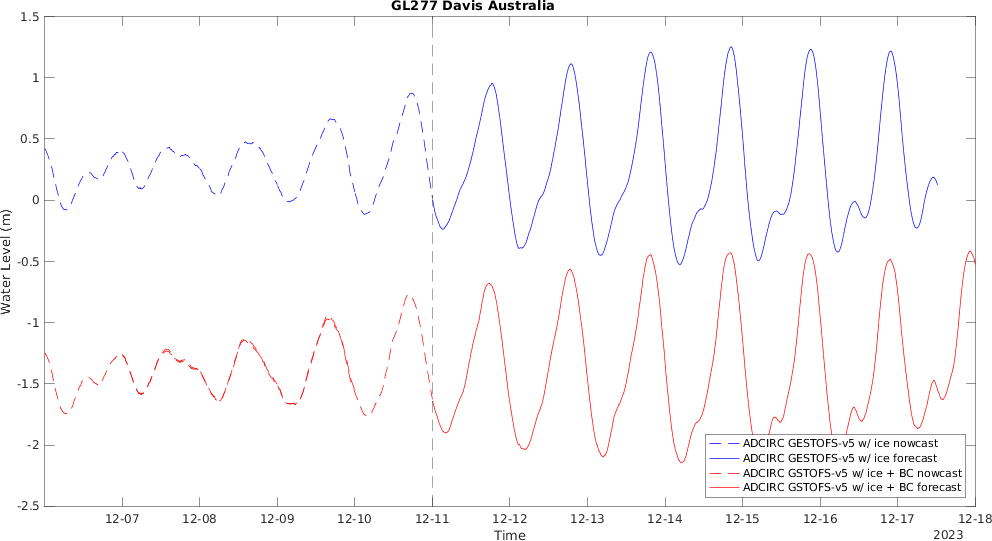 GL277 Davis Australia
1.5
1
0.5
0
-0.5
-1
-1.5
-2
-2.5
Water Level (m)
12-07 12-08 12-09 12-10 12-11 12-12 12-13 12-14 12-15 12-16 12-17 12-18
Time
2023
ADCIRC GESTOFS-v5 w/ ice nowcast
ADCIRC GESTOFS-v5 w/ ice forecast
ADCIRC GSTOFS-v5 w/ ice + BC nowcast
ADCIRC GSTOFS-v5 w/ ice + BC forecast